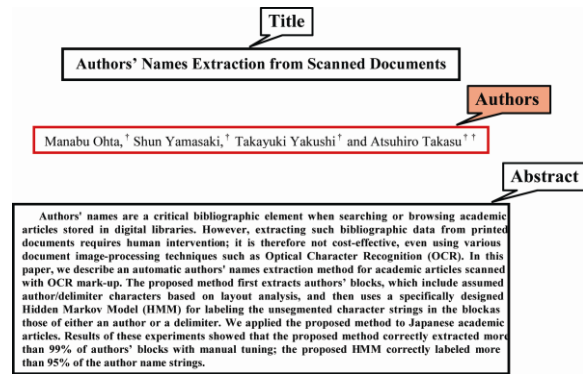 Title
Authors' Names Extraction from Scanned Documents
Authors
Manabu Ohta,† Shun Yamasaki,† Takayuki Yakushi† and Atsuhiro Takasu††
Abstract
Authors' names are a critical bibliographic element when searching or browsing academic
articles stored in digital libraries. However, extracting such bibliographic data from printed
documents requires human intervention; it is therefore not cost-effective, even using various
document image-processing techniques such as Optical Character Recognition (OCR). In this
paper, we describe an automatic authors' names extraction method for academic articles scanned
with OCR mark-up. The proposed method first extracts authors' blocks, which include assumed
author/delimiter characters based on layout analysis, and then uses a specifically designed
Hidden Markov Model (HMM) for labeling the unsegmented character strings in the blockas
those of either an author or a delimiter. We applied the proposed method to Japanese academic
articles. Results of these experiments showed that the proposed method correctly extracted more
than 99% of authors' blocks with manual tuning; the proposed HMM correctly labeled more
than 95% of the author name strings.